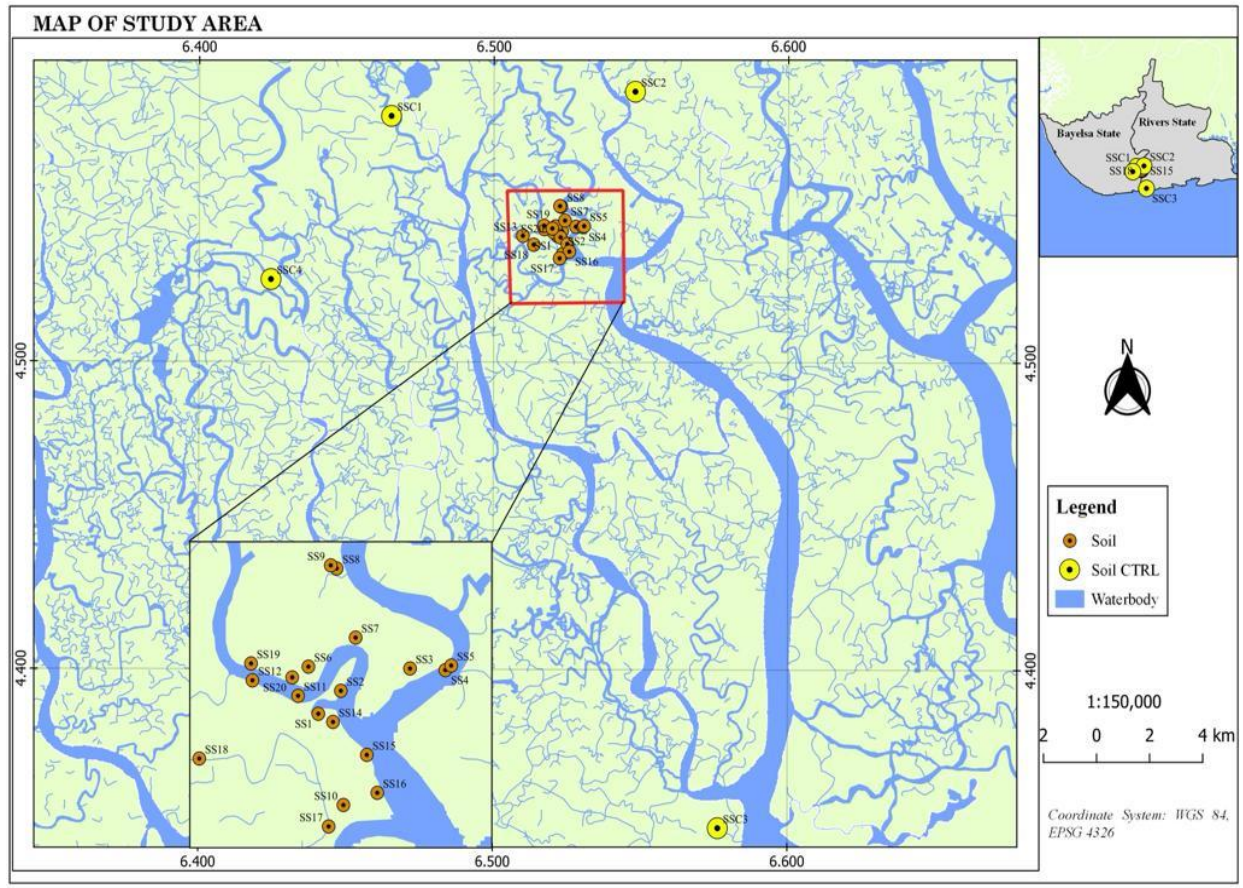 MAP OF STUDY AREA
6.400
6.500
6.600
SSC1
SSC2
SS8
SS7
SS19
SS5
SS13
SS4
SS1
SS2
SS18
SS16
SS17
SSC4
4.500
4.500
SS9
SS8
SS7
SS19
SS6
SS3
SS5
SS12
SS4
SS20
SS11
SS2
SS1
SS14
SS15
SS18
SS16
SS10
SS17
4.400
4.400
SSC3
6.400
6.500
6.600
Bayelsa State
Rivers State
SSC1
SSC2
SS15
SSC3
N
Legend
Soil
Soil CTRL
Waterbody
1:150,000
2 0 2 4 km
Coordinate System: WGS 84,
EPSG 4326